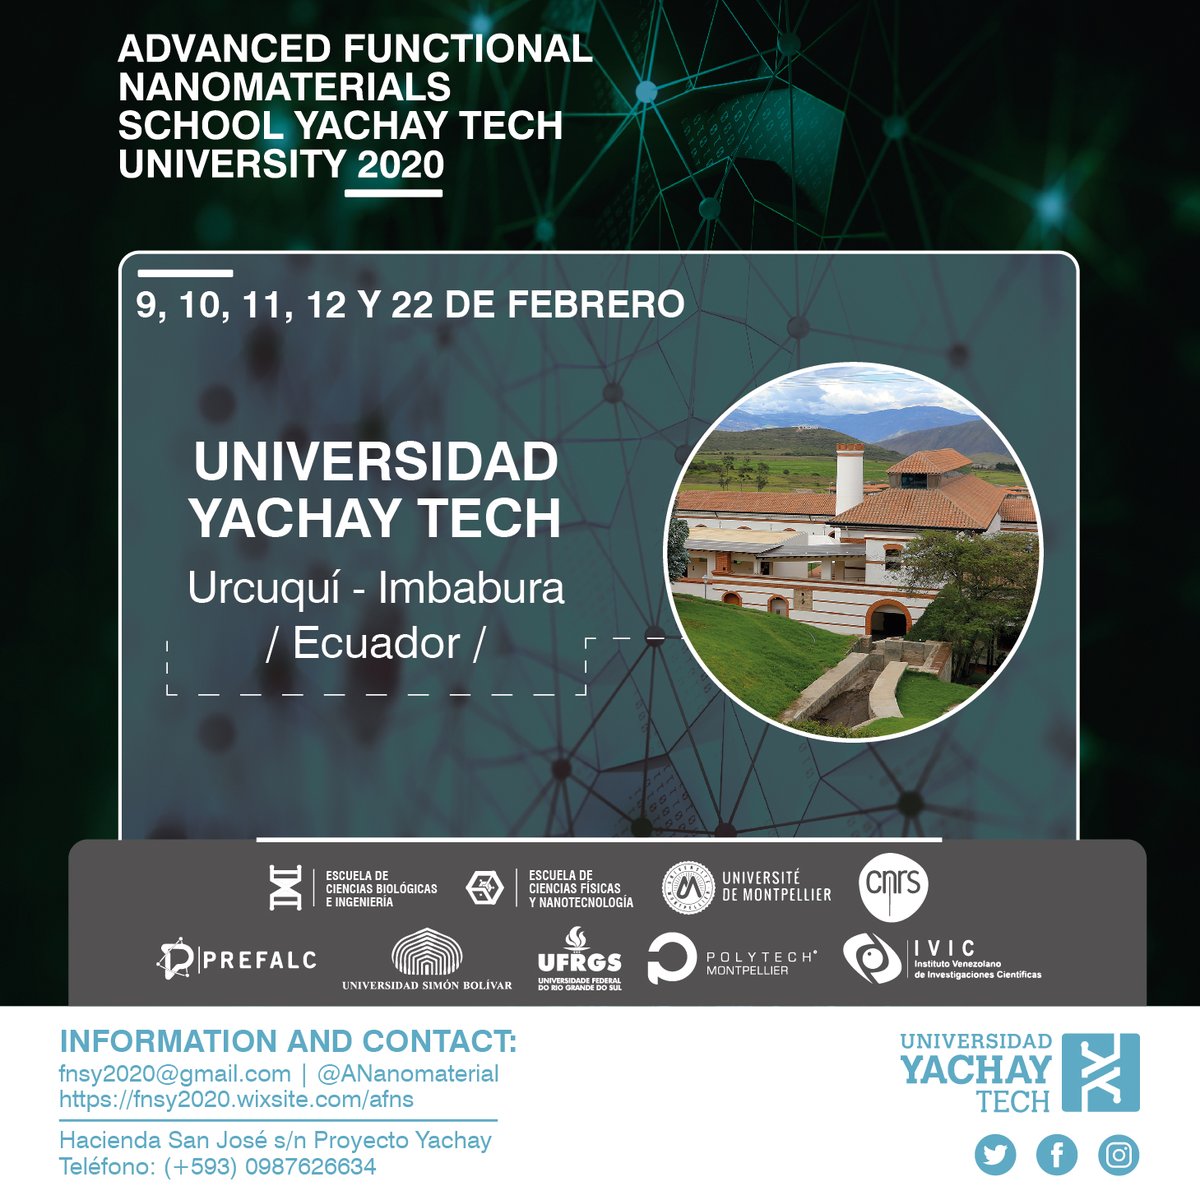 ADVANCED FUNCTIONAL
NANOMATERIALS
SCHOOL YACHAY TECH
UNIVERSITY 2020
9, 10, 11, 12 Y 22 DE FEBRERO
UNIVERSIDAD
YACHAY TECH
Urcuquí - Imbabura
/ Ecuador /
ESCUELA DE
CIENCIAS BIOLÓGICAS
E INGENIERÍA
ESCUELA DE
CIENCIAS FÍSICAS
Y NANOTECNOLOGÍA
UNIVERSITÉ
DE MONTPELLIER
cnrs
PREFALC
UNIVERSIDAD SIMÓN BOLÍVAR
UFRGS
UNIVERSIDADE FEDERAL
DO RIO GRANDE DO SUL
POLYTECH
MONTPELLIER
IVIC
Instituto Venezolano
de Investigaciones Científicas
INFORMATION AND CONTACT:
fnsy2020@gmail.com | @ANanomaterial
https://fnsy2020.wixsite.com/afns
Hacienda San José s/n Proyecto Yachay
Teléfono: (+593) 0987626634
UNIVERSIDAD
YACHAY
TECH